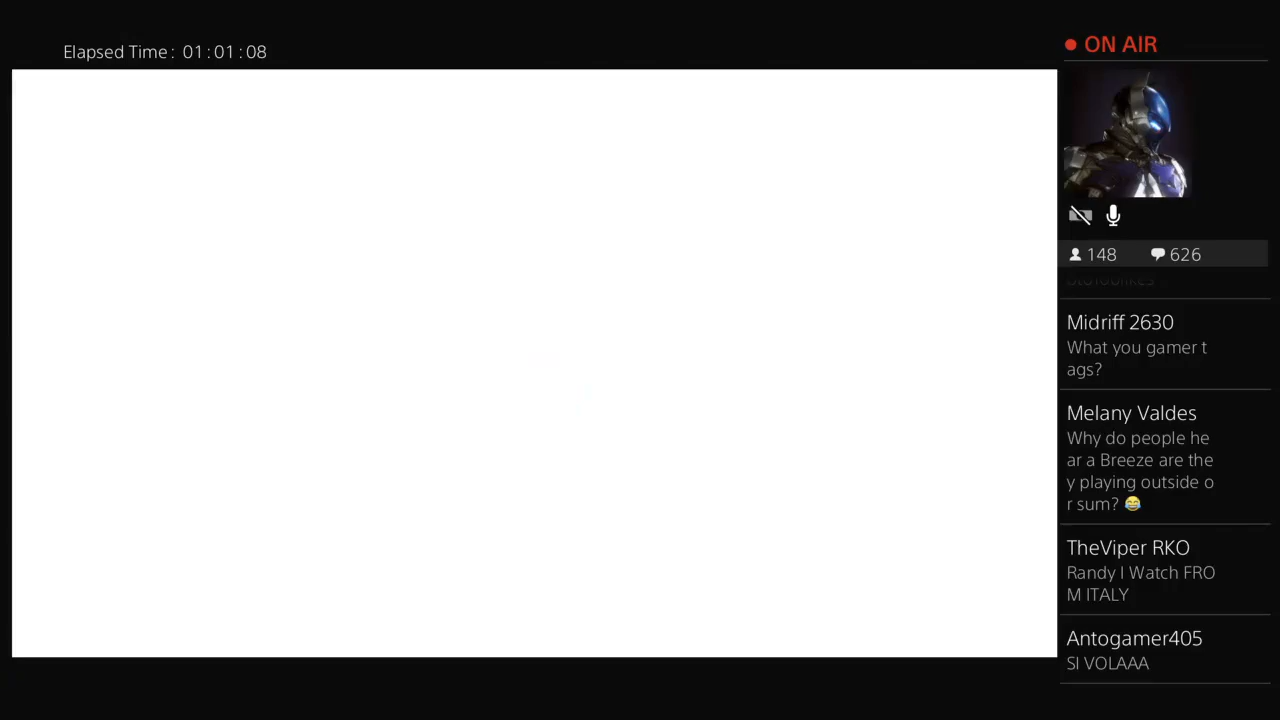 Elapsed Time: 01:01:08
ON AIR
148 626
Midriff 2630
What you gamer t
ags?
Melany Valdes
Why do people he
ar a Breeze are the
y playing outside o
r sum? 😂
TheViper RKO
Randy I Watch FRO
M ITALY
Antogamer405
SI VOLAAA